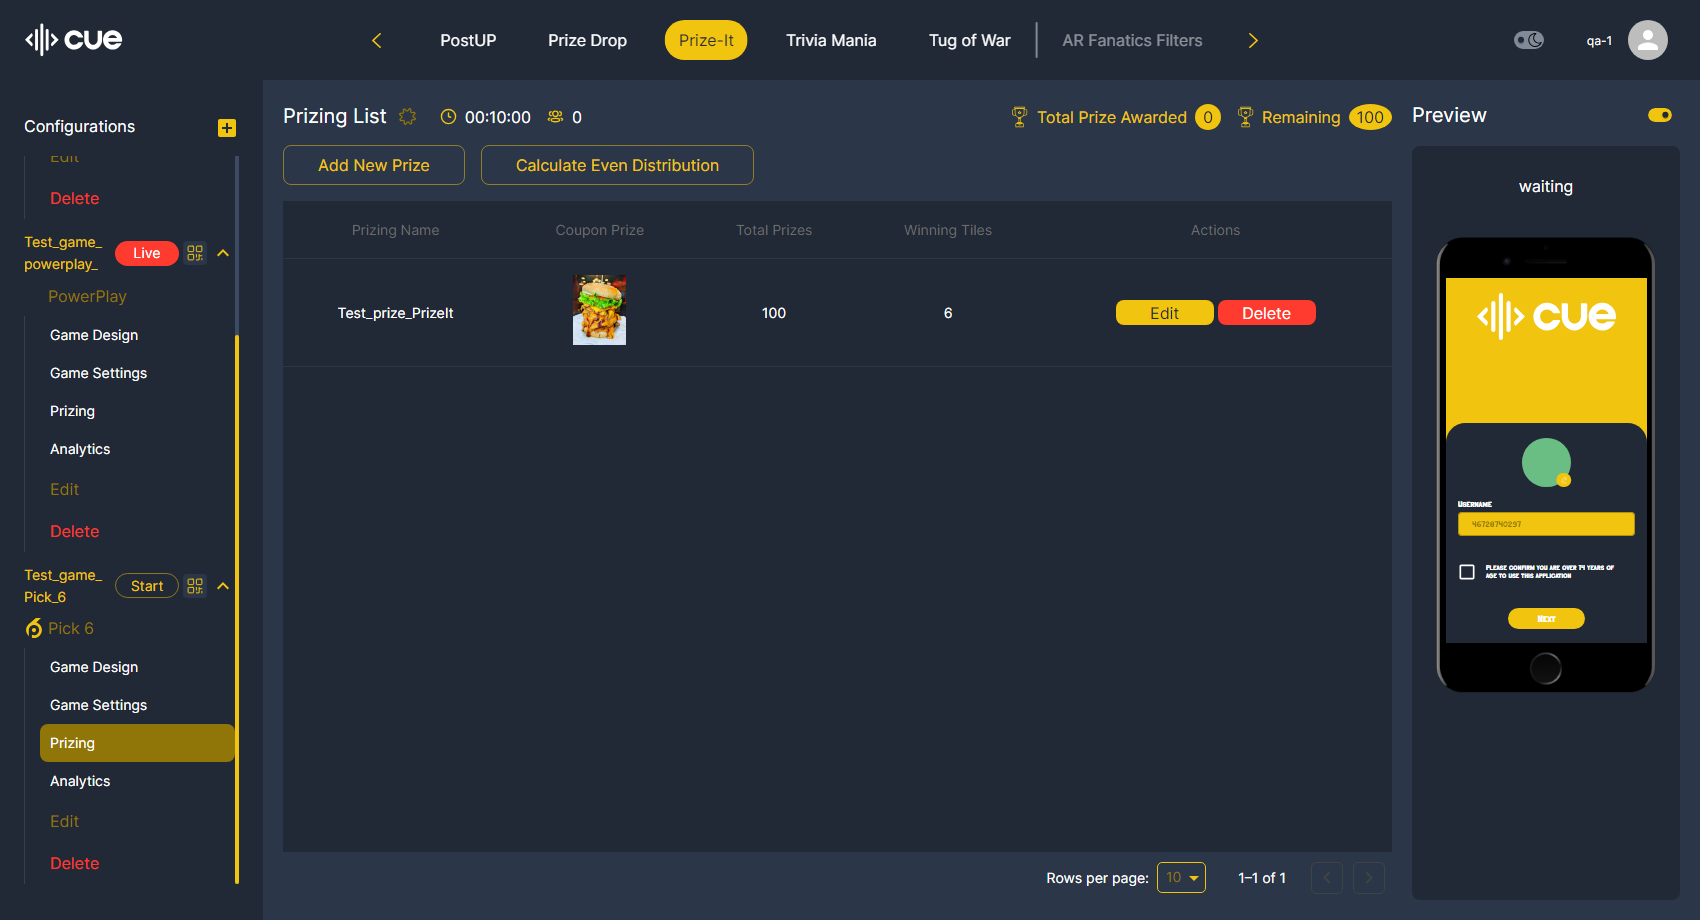 cue
PostUP
Prize Drop
Prize-It
Trivia Mania
Tug of War
AR Fanatics Filters
qa-1
Configurations
Edit
Delete
Test_game_
powerplay_
Live
PowerPlay
Game Design
Game Settings
Prizing
Analytics
Edit
Delete
Test_game_
Pick_6
Start
Pick 6
Game Design
Game Settings
Prizing
Analytics
Edit
Delete
Prizing List
00:10:00
0
Total Prize Awarded 0
Remaining 100
Add New Prize
Calculate Even Distribution
Prizing Name
Coupon Prize
Total Prizes
Winning Tiles
Actions
Test_prize_PrizeIt
100
6
Edit
Delete
Rows per page: 10
1–1 of 1
Preview
waiting
cue
Username
46728740297
Please confirm you are over 14 years of
age to use this application
Next